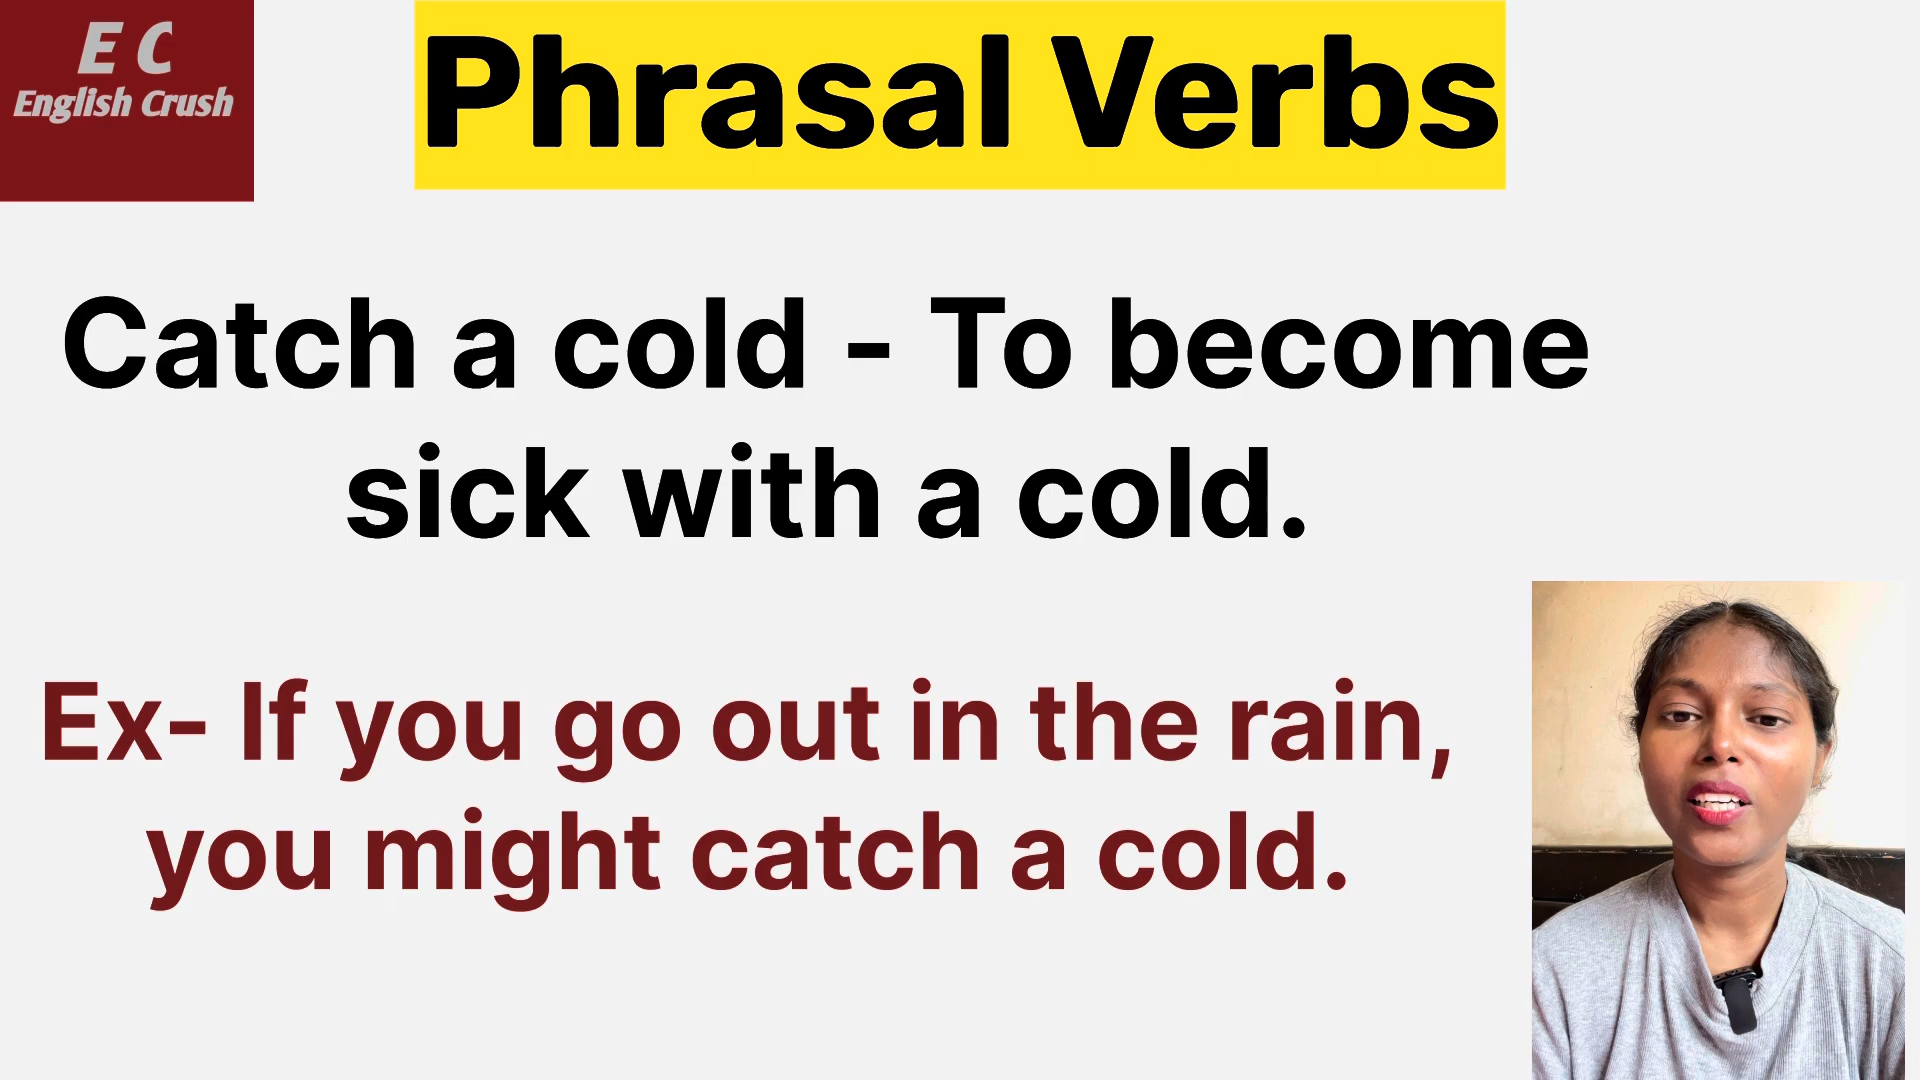 E C
English Crush
Phrasal Verbs
Catch a cold - To become
sick with a cold.
Ex- If you go out in the rain,
you might catch a cold.